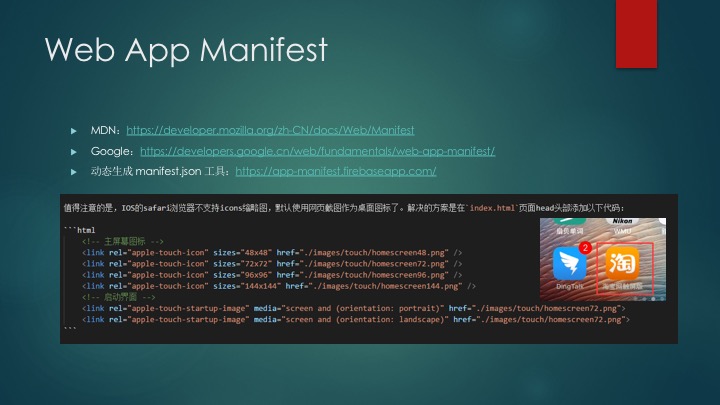 Web App Manifest
MDN：https://developer.mozilla.org/zh-CN/docs/Web/Manifest
Google：https://developers.google.cn/web/fundamentals/web-app-manifest/
动态生成 manifest.json 工具：https://app-manifest.firebaseapp.com/
值得注意的是，IOS的safari浏览器不支持icons缩略图，默认使用网页截图作为桌面图标了。解决的方案是在`index.html`页面head头部添加以下代码：
```html
<!-- 主屏幕图标 -->
<link rel="apple-touch-icon" sizes="48x48" href="./images/touch/homescreen48.png" />
<link rel="apple-touch-icon" sizes="72x72" href="./images/touch/homescreen72.png" />
<link rel="apple-touch-icon" sizes="96x96" href="./images/touch/homescreen96.png" />
<link rel="apple-touch-icon" sizes="144x144" href="./images/touch/homescreen144.png" />
<!-- 启动界面 -->
<link rel="apple-touch-startup-image" media="screen and (orientation: portrait)" href="./images/touch/homescreen72.png">
<link rel="apple-touch-startup-image" media="screen and (orientation: landscape)" href="./images/touch/homescreen72.png">
```
Nikon
单词 WMU
2
淘
DingTalk